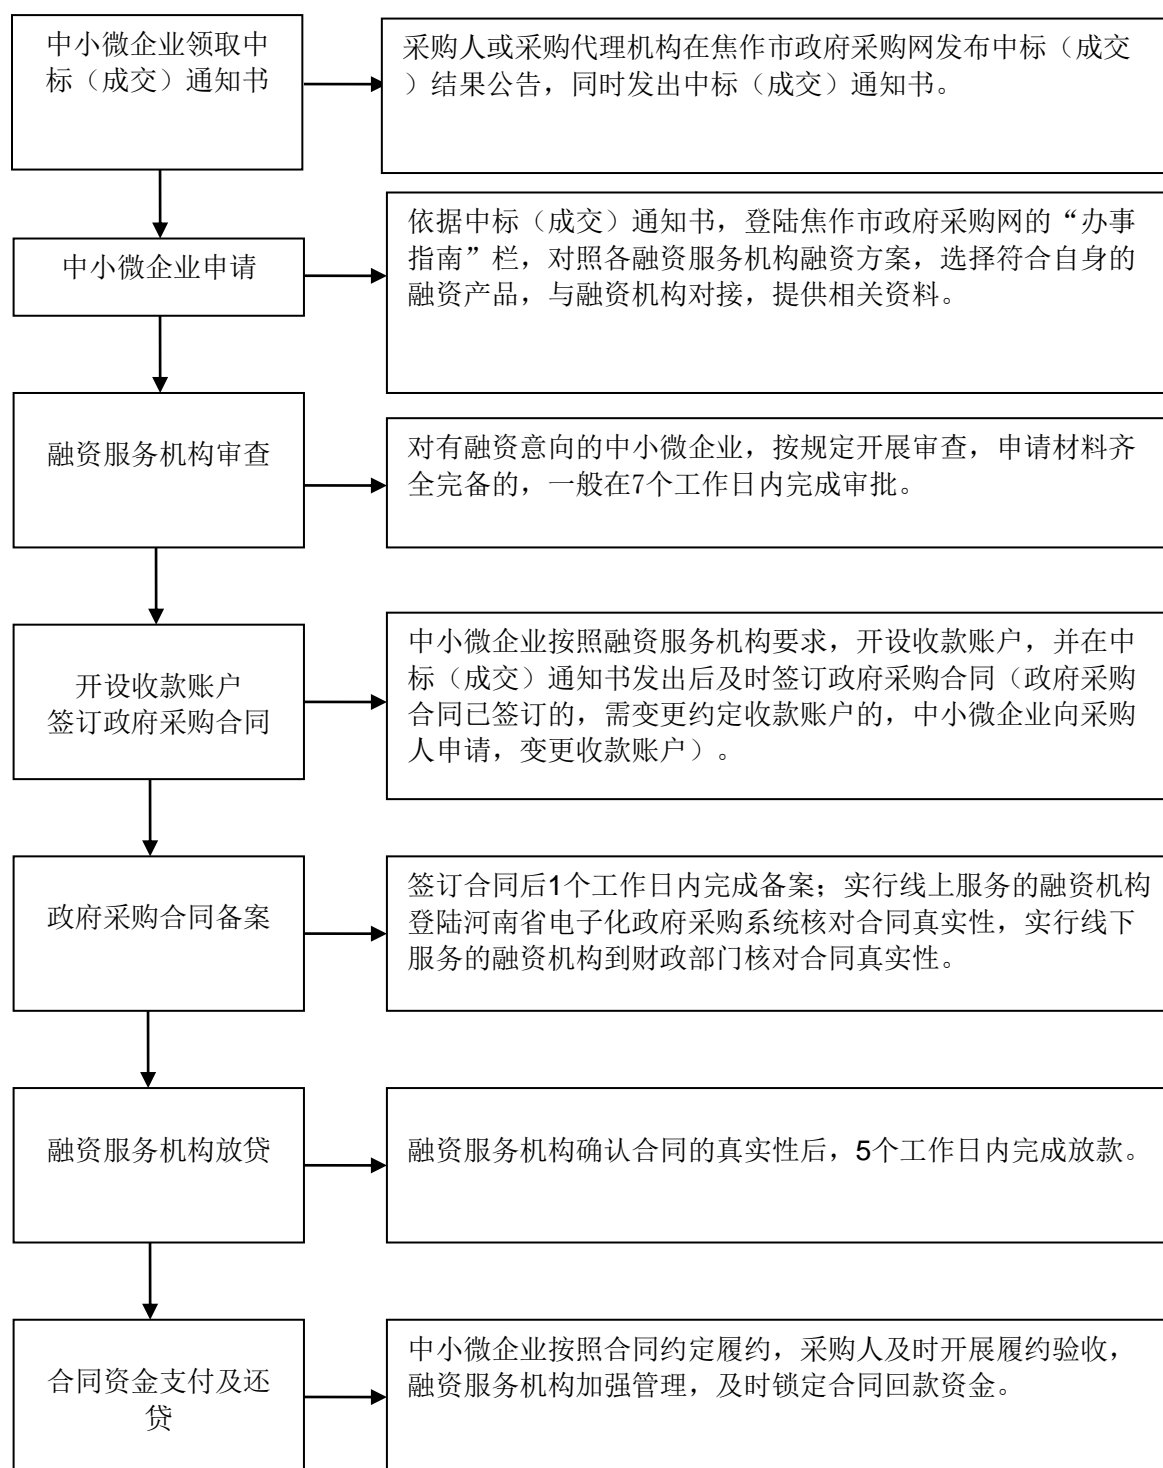 中小微企业领取中
标（成交）通知书
采购人或采购代理机构在焦作市政府采购网发布中标（成交
）结果公告，同时发出中标（成交）通知书。
中小微企业申请
依据中标（成交）通知书，登陆焦作市政府采购网的“办事
指南”栏，对照各融资服务机构融资方案，选择符合自身的
融资产品，与融资机构对接，提供相关资料。
融资服务机构审查
对有融资意向的中小微企业，按规定开展审查，申请材料齐
全完备的，一般在7个工作日内完成审批。
开设收款账户
签订政府采购合同
中小微企业按照融资服务机构要求，开设收款账户，并在中
标（成交）通知书发出后及时签订政府采购合同（政府采购
合同已签订的，需变更约定收款账户的，中小微企业向采购
人申请，变更收款账户）。
政府采购合同备案
签订合同后1个工作日内完成备案；实行线上服务的融资机构
登陆河南省电子化政府采购系统核对合同真实性，实行线下
服务的融资机构到财政部门核对合同真实性。
融资服务机构放贷
融资服务机构确认合同的真实性后，5个工作日内完成放款。
合同资金支付及还
贷
中小微企业按照合同约定履约，采购人及时开展履约验收，
融资服务机构加强管理，及时锁定合同回款资金。